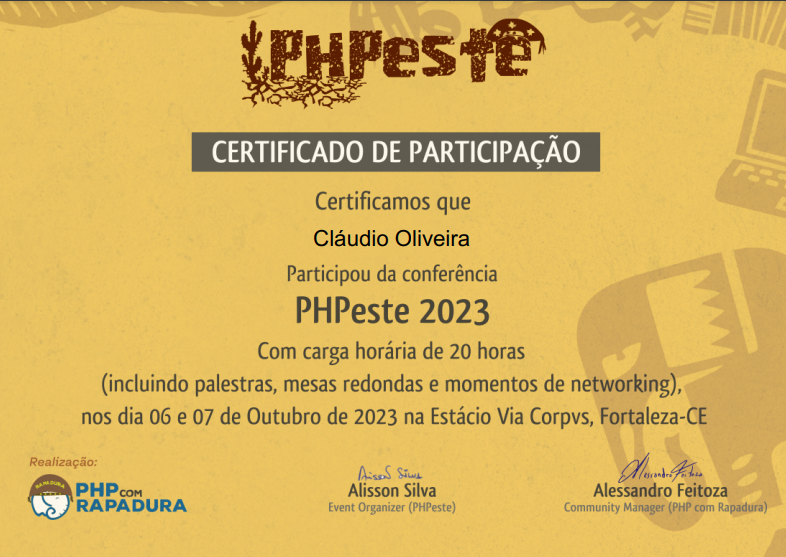 PHPeste
CERTIFICADO DE PARTICIPAÇÃO
Certificamos que
Cláudio Oliveira
Participou da conferência
PHPeste 2023
Com carga horária de 20 horas
(incluindo palestras, mesas redondas e momentos de networking),
nos dia 06 e 07 de Outubro de 2023 na Estácio Via Corpvs, Fortaleza-CE
Realização:
RAPADURA
PHP COM
RAPADURA
Alisson Silva
Alisson Silva
Event Organizer (PHPeste)
Alessandro Feitoza
Alessandro Feitoza
Community Manager (PHP com Rapadura)